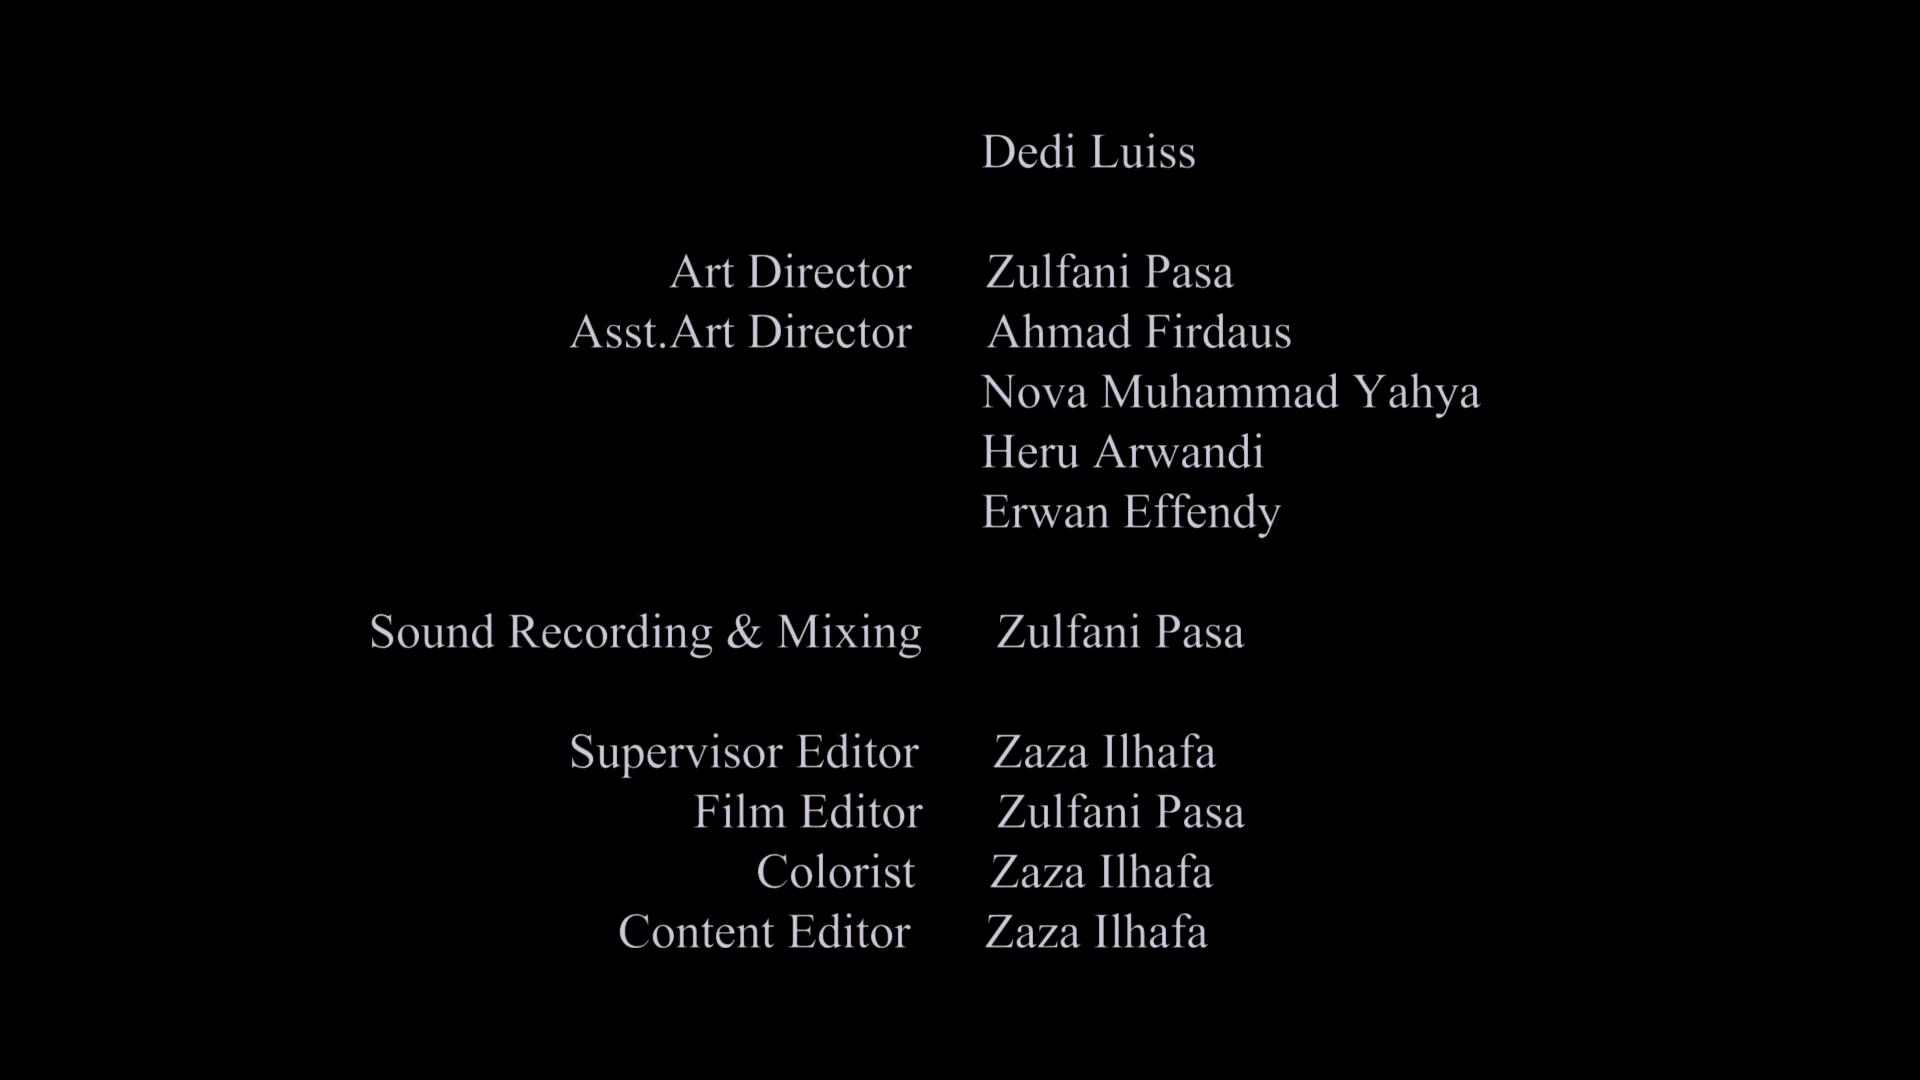 Dedi Luiss
Art Director Zulfani Pasa
Asst.Art Director Ahmad Firdaus
Nova Muhammad Yahya
Heru Arwandi
Erwan Effendy
Sound Recording & Mixing Zulfani Pasa
Supervisor Editor Zaza Ilhafa
Film Editor Zulfani Pasa
Colorist Zaza Ilhafa
Content Editor Zaza Ilhafa